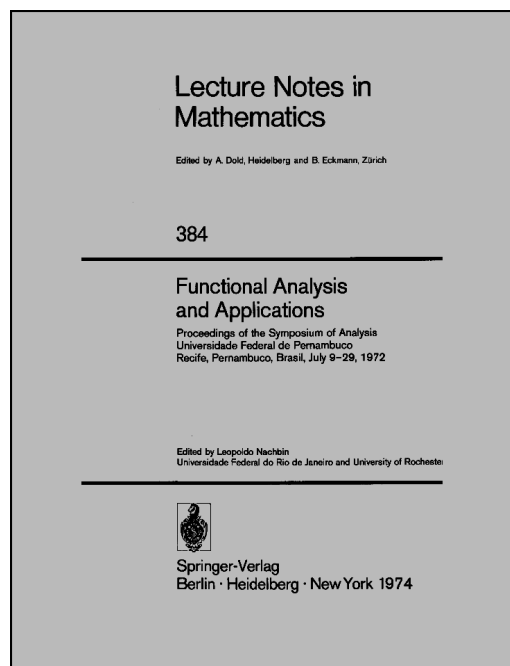 Lecture Notes in
Mathematics
Edited by A. Dold, Heidelberg and B. Eckmann, Zürich
384
Functional Analysis
and Applications
Proceedings of the Symposium of Analysis
Universidade Federal de Pernambuco
Recife, Pernambuco, Brasil, July 9–29, 1972
Edited by Leopoldo Nachbin
Universidade Federal do Rio de Janeiro and University of Rocheste
Springer-Verlag
Berlin · Heidelberg · New York 1974